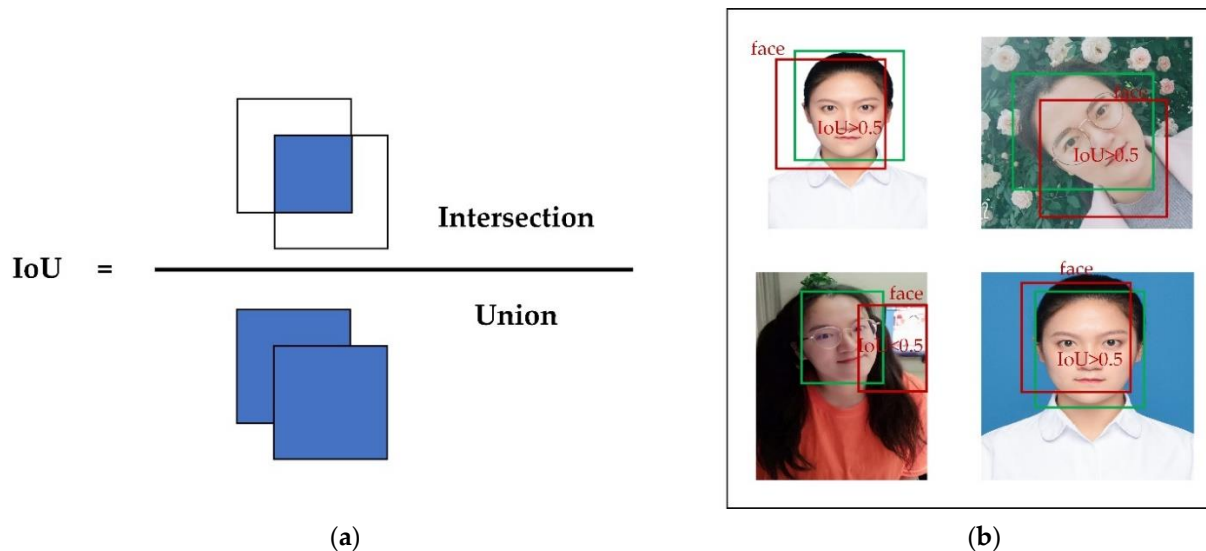 IoU = Intersection
Union
(a)
face
IoU>0.5
face
IoU>0.5
face
IoU<0.5
face
IoU>0.5
(b)